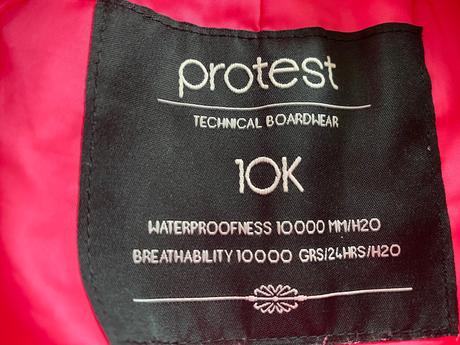 protest
TECHNICAL BOARDWEAR
10K
WATERPROOFNESS 10000 MM/H2O
BREATHABILITY 10000 GRS/24HRS/H2O